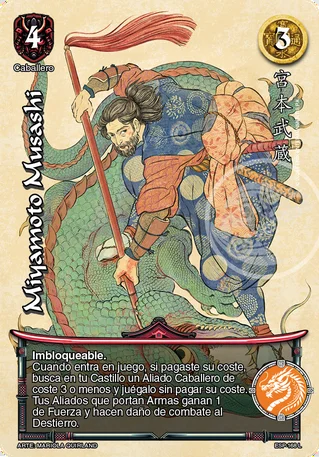 4
3
Caballero
Miyamoto Musashi
宮本武蔵
Imbloqueable.
Cuando entra en juego, si pagaste su coste,
busca en tu Castillo un Aliado Caballero de
coste 3 o menos y juégalo sin pagar su coste.
Tus Aliados que portan Armas ganan 1
de Fuerza y hacen daño de combate al
Destierro.
ARTE: MARIOLA QUIRLAND